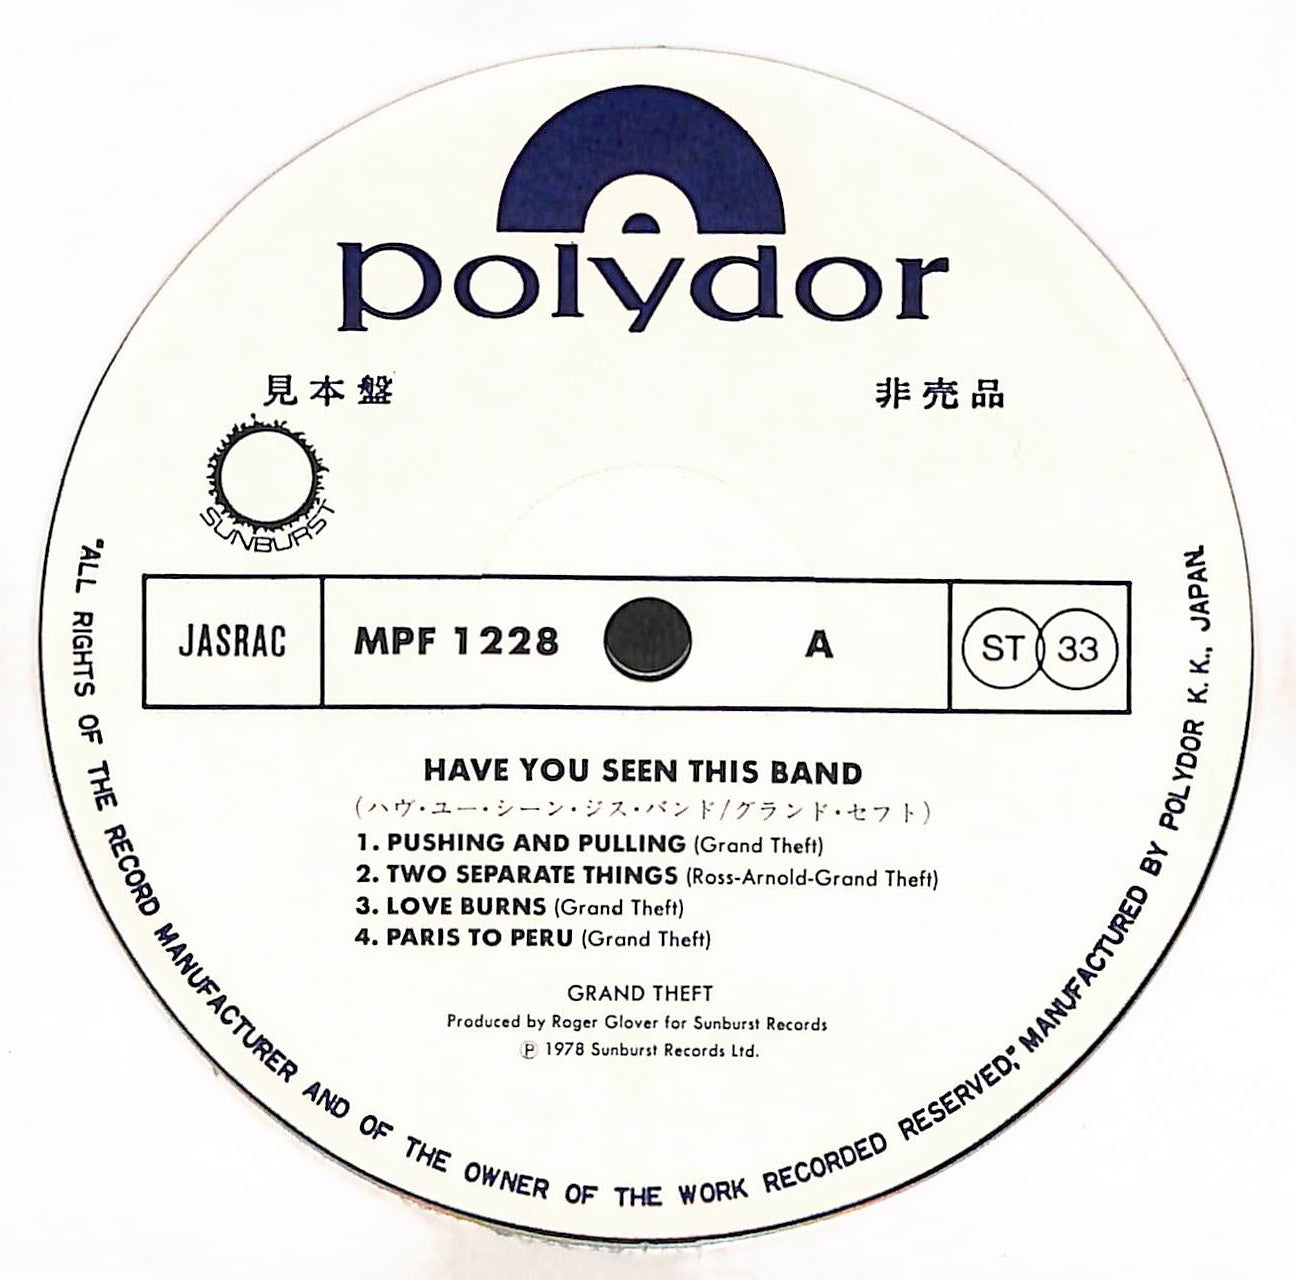 polydor
見本盤
非売品
SUNBURST
JASRAC
MPF 1228
A
ST 33
HAVE YOU SEEN THIS BAND
(ハヴ・ユー・シーン・ジス・バンド/グランド・セフト)
1. PUSHING AND PULLING (Grand Theft)
2. TWO SEPARATE THINGS (Ross-Arnold-Grand Theft)
3. LOVE BURNS (Grand Theft)
4. PARIS TO PERU (Grand Theft)
GRAND THEFT
Produced by Roger Glover for Sunburst Records
℗ 1978 Sunburst Records Ltd.
"ALL RIGHTS OF THE RECORD MANUFACTURER AND OF THE OWNER OF THE WORK RECORDED RESERVED;" MANUFACTURED BY POLYDOR K.K., JAPAN.